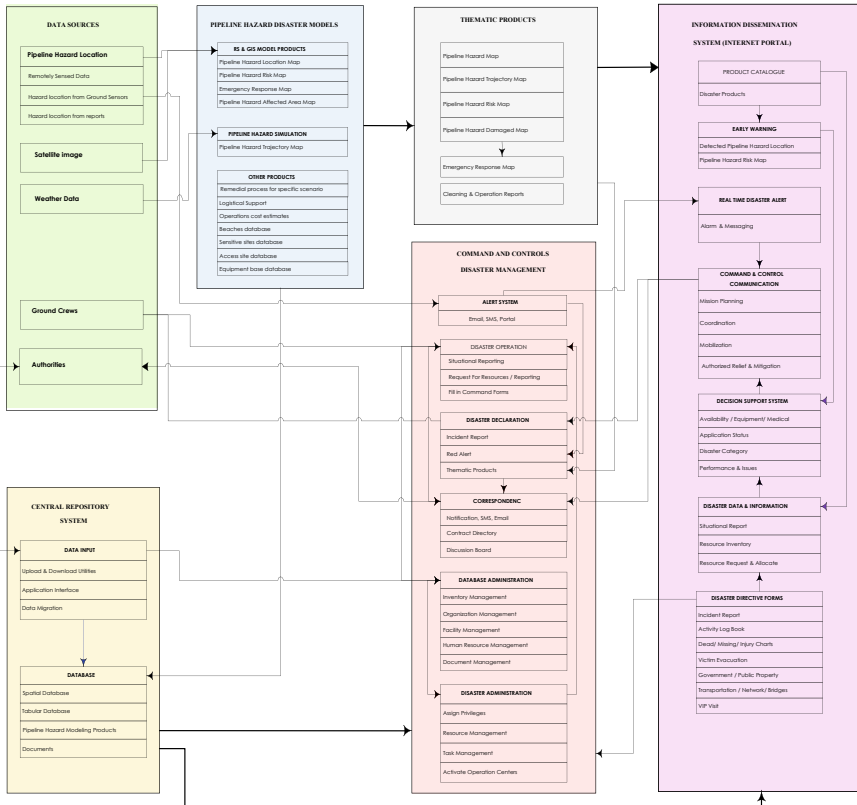 DATA SOURCES
Pipeline Hazard Location
Remotely Sensed Data
Hazard location from Ground Sensors
Hazard location from reports
Satellite image
Weather Data
Ground Crews
Authorities
CENTRAL REPOSITORY
SYSTEM
DATA INPUT
Upload & Download Utilities
Application Interface
Data Migration
DATABASE
Spatial Database
Tabular Database
Pipeline Hazard Modeling Products
Documents
PIPELINE HAZARD DISASTER MODELS
RS & GIS MODEL PRODUCTS
Pipeline Hazard Location Map
Pipeline Hazard Risk Map
Emergency Response Map
Pipeline Hazard Affected Area Map
PIPELINE HAZARD SIMULATION
Pipeline Hazard Trajectory Map
OTHER PRODUCTS
Remedial process for specific scenario
Logistical Support
Operations cost estimates
Beaches database
Sensitive sites database
Access site database
Equipment base database
THEMATIC PRODUCTS
Pipeline Hazard Map
Pipeline Hazard Trajectory Map
Pipeline Hazard Risk Map
Pipeline Hazard Damaged Map
Emergency Response Map
Cleaning & Operation Reports
COMMAND AND CONTROLS
DISASTER MANAGEMENT
ALERT SYSTEM
Email, SMS, Portal
DISASTER OPERATION
Situational Reporting
Request For Resources / Reporting
Fill in Command Forms
DISASTER DECLARATION
Incident Report
Red Alert
Thematic Products
CORRESPONDENC
Notification, SMS, Email
Contract Directory
Discussion Board
DATABASE ADMINISTRATION
Inventory Management
Organization Management
Facility Management
Human Resource Management
Document Management
DISASTER ADMINISTRATION
Assign Privileges
Resource Management
Task Management
Activate Operation Centers
INFORMATION DISSEMINATION
SYSTEM (INTERNET PORTAL)
PRODUCT CATALOGUE
Disaster Products
EARLY WARNING
Detected Pipeline Hazard Location
Pipeline Hazard Risk Map
REAL TIME DISASTER ALERT
Alarm & Messaging
COMMAND & CONTROL
COMMUNICATION
Mission Planning
Coordination
Mobilization
Authorized Relief & Mitigation
DECISION SUPPORT SYSTEM
Availability / Equipment/ Medical
Application Status
Disaster Category
Performance & Issues
DISASTER DATA & INFORMATION
Situational Report
Resource Inventory
Resource Request & Allocate
DISASTER DIRECTIVE FORMS
Incident Report
Activity Log Book
Dead/ Missing/ Injury Charts
Victim Evacuation
Government / Public Property
Transportation / Network/ Bridges
VIP Visit